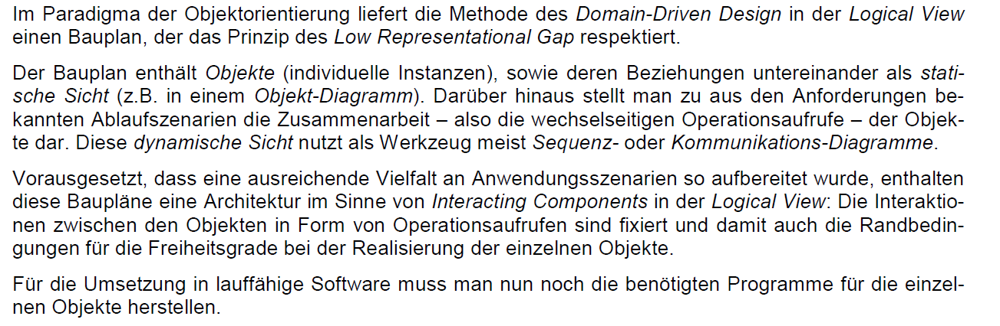 Im Paradigma der Objektorientierung liefert die Methode des Domain-Driven Design in der Logical View
einen Bauplan, der das Prinzip des Low Representational Gap respektiert.
Der Bauplan enthält Objekte (individuelle Instanzen), sowie deren Beziehungen untereinander als stati-
sche Sicht (z.B. in einem Objekt-Diagramm). Darüber hinaus stellt man zu aus den Anforderungen be-
kannten Ablaufszenarien die Zusammenarbeit – also die wechselseitigen Operationsaufrufe – der Objek-
te dar. Diese dynamische Sicht nutzt als Werkzeug meist Sequenz- oder Kommunikations-Diagramme.
Vorausgesetzt, dass eine ausreichende Vielfalt an Anwendungsszenarien so aufbereitet wurde, enthalten
diese Baupläne eine Architektur im Sinne von Interacting Components in der Logical View: Die Interaktio-
nen zwischen den Objekten in Form von Operationsaufrufen sind fixiert und damit auch die Randbedin-
gungen für die Freiheitsgrade bei der Realisierung der einzelnen Objekte.
Für die Umsetzung in lauffähige Software muss man nun noch die benötigten Programme für die einzel-
nen Objekte herstellen.